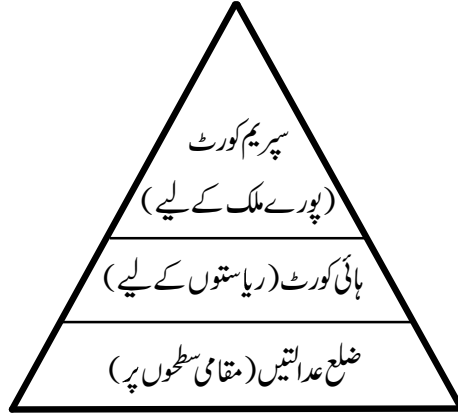 سپریم کورٹ
(پورے ملک کے لیے)
ہائی کورٹ (ریاستوں کے لیے)
ضلع عدالتیں (مقامی سطحوں پر)